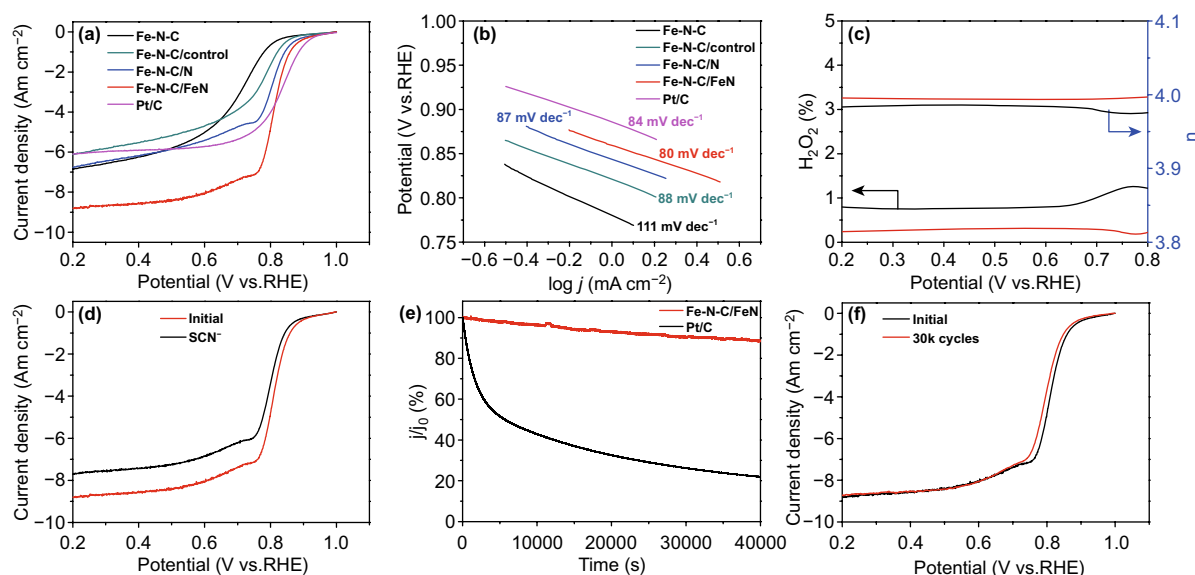 (a)
Fe-N-C
Fe-N-C/control
Fe-N-C/N
Fe-N-C/FeN
Pt/C
Current density (Am cm−2)
0
−2
−4
−6
−8
−10
0.2 0.4 0.6 0.8 1.0
Potential (V vs.RHE)
(b)
Fe-N-C
Fe-N-C/control
Fe-N-C/N
Fe-N-C/FeN
Pt/C
87 mV dec−1
84 mV dec−1
80 mV dec−1
88 mV dec−1
111 mV dec−1
Potential (V vs.RHE)
1.00
0.95
0.90
0.85
0.80
0.75
−0.6 −0.4 −0.2 0.0 0.2 0.4 0.6
log j (mA cm−2)
(c)
H2O2 (%)
5
4
3
2
1
0
4.1
4.0
3.9
3.8
n
0.2 0.3 0.4 0.5 0.6 0.7 0.8
Potential (V vs.RHE)
(d)
Initial
SCN−
Current density (Am cm−2)
0
−2
−4
−6
−8
−10
0.2 0.4 0.6 0.8 1.0
Potential (V vs.RHE)
(e)
Fe-N-C/FeN
Pt/C
j/j0 (%)
100
80
60
40
20
0
0 10000 20000 30000 40000
Time (s)
(f)
Initial
30k cycles
Current density (Am cm−2)
0
−2
−4
−6
−8
−10
0.2 0.4 0.6 0.8 1.0
Potential (V vs.RHE)